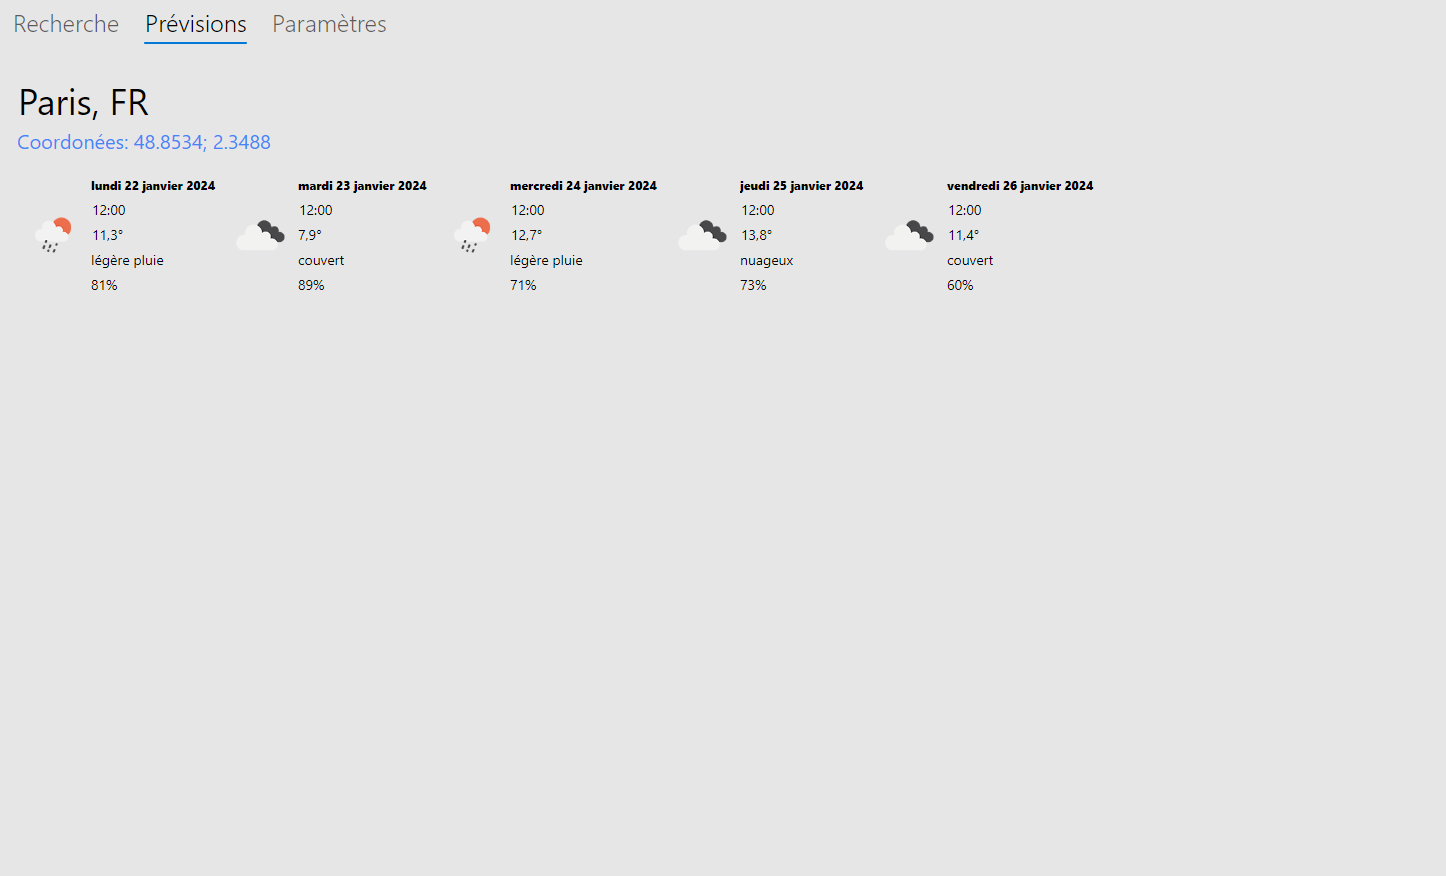 Recherche Prévisions Paramètres
Paris, FR
Coordonées: 48.8534; 2.3488
lundi 22 janvier 2024
12:00
11,3°
légère pluie
81%
mardi 23 janvier 2024
12:00
7,9°
couvert
89%
mercredi 24 janvier 2024
12:00
12,7°
légère pluie
71%
jeudi 25 janvier 2024
12:00
13,8°
nuageux
73%
vendredi 26 janvier 2024
12:00
11,4°
couvert
60%